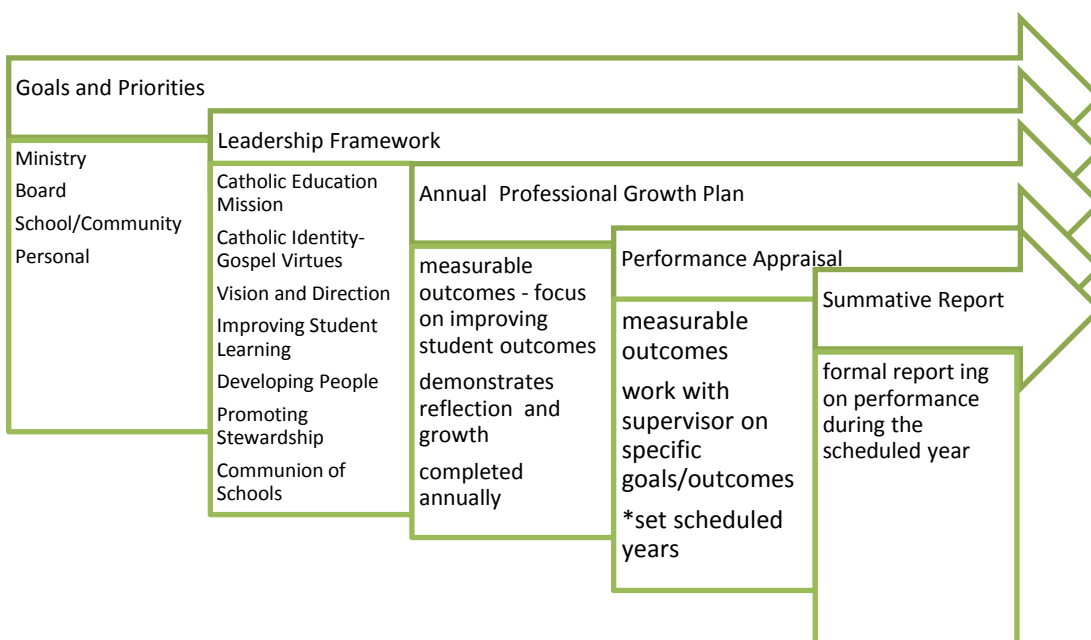 Goals and Priorities
Ministry
Board
School/Community
Personal
Leadership Framework
Catholic Education
Mission
Catholic Identity-
Gospel Virtues
Vision and Direction
Improving Student
Learning
Developing People
Promoting
Stewardship
Communion of
Schools
Annual  Professional Growth Plan
measurable
outcomes - focus
on improving
student outcomes
demonstrates
reflection  and
growth
completed
annually
Performance Appraisal
measurable
outcomes
work with
supervisor on
specific
goals/outcomes
*set scheduled
years
Summative Report
formal report ing
on performance
during the
scheduled year